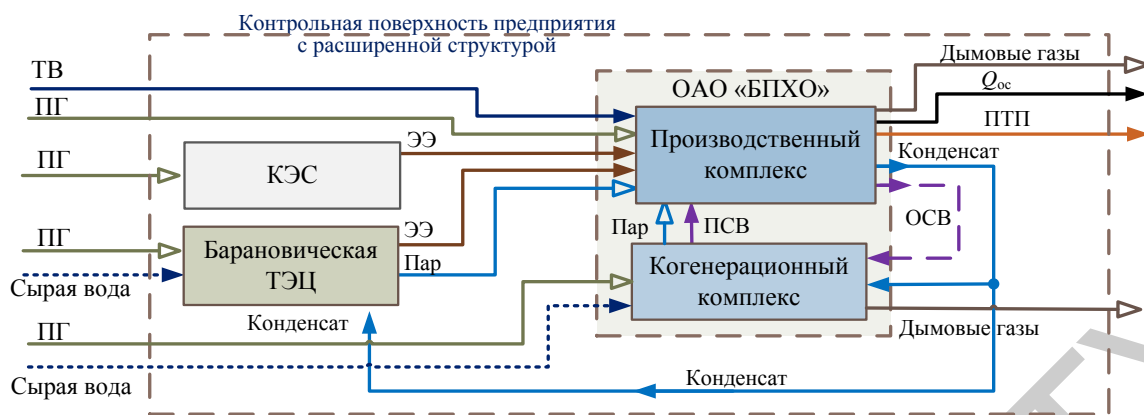 Контрольная поверхность предприятия
с расширенной структурой
Дымовые газы
ТВ
ОАО «БПХО»
Qос
ПГ
ПТП
ЭЭ
Производственный
комплекс
Конденсат
ПГ
КЭС
ПГ
ЭЭ
Пар
ПСВ
ОСВ
Барановическая
ТЭЦ
Пар
Сырая вода
Когенерационный
комплекс
ПГ
Конденсат
Дымовые газы
Сырая вода
Конденсат